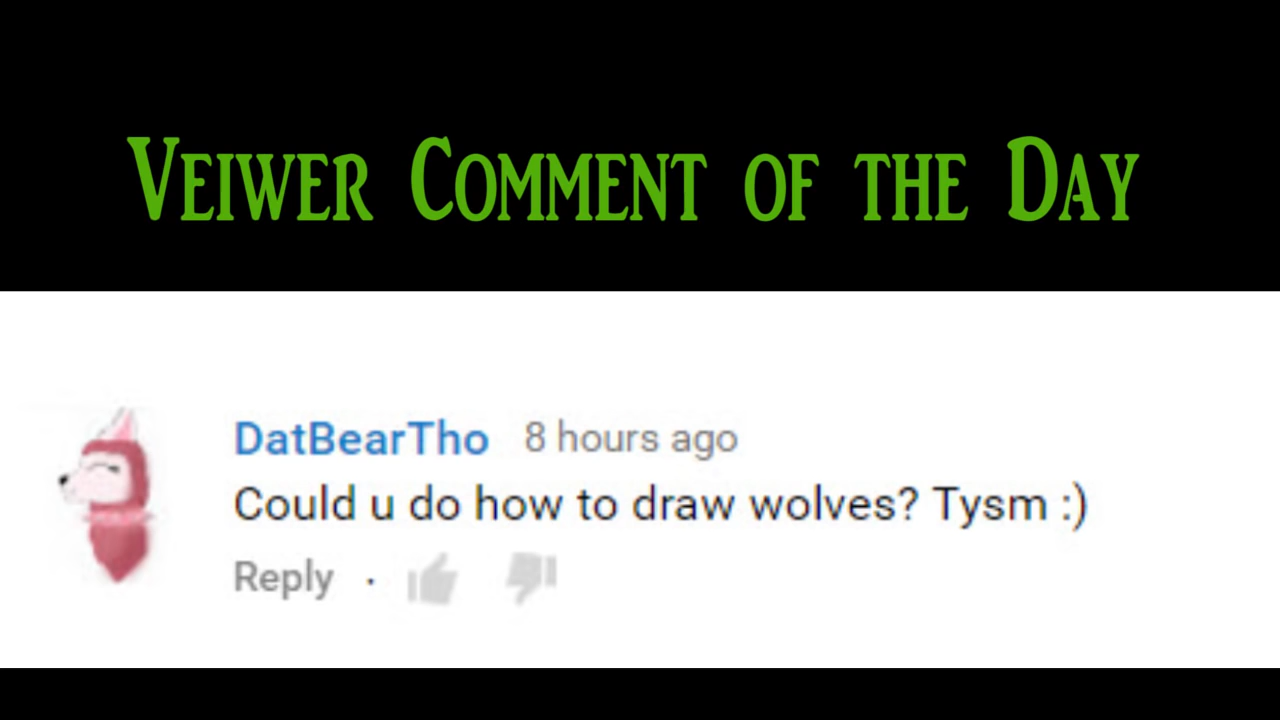 Veiwer Comment of the Day
DatBearTho 8 hours ago
Could u do how to draw wolves? Tysm :)
Reply ·